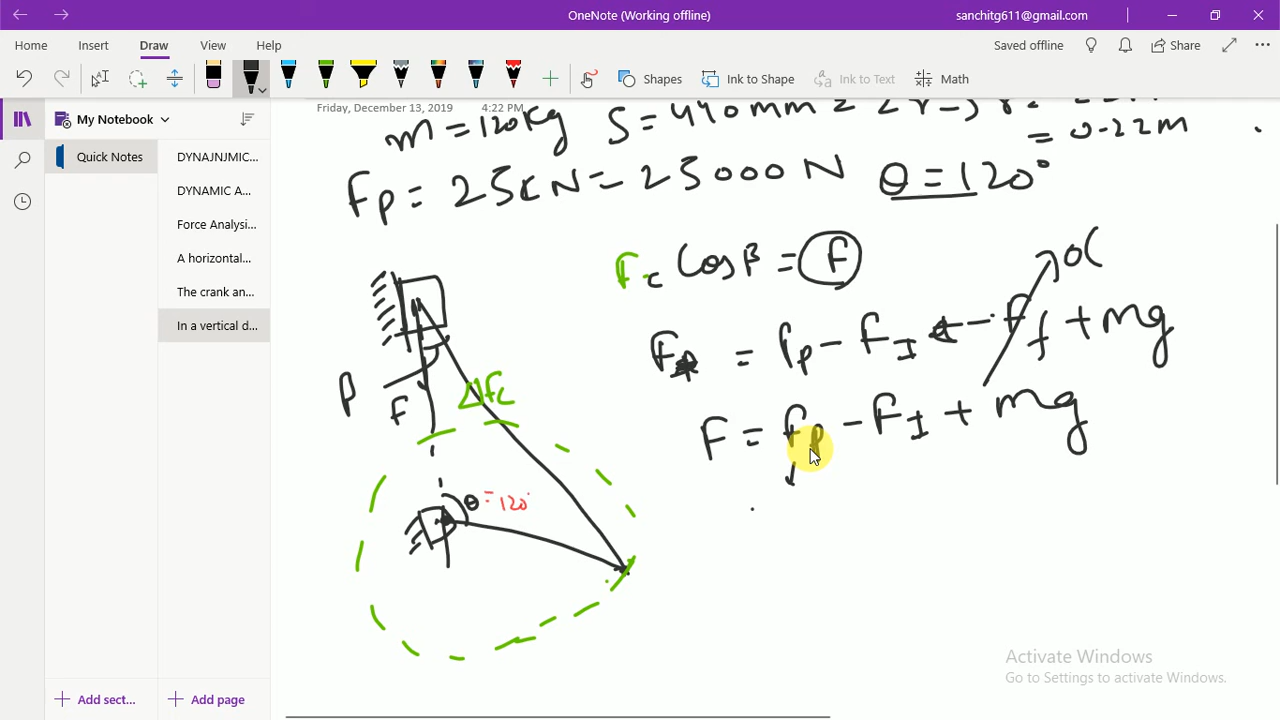 OneNote (Working offline)
sanchitg611@gmail.com
Home Insert Draw View Help
Saved offline Share
Shapes Ink to Shape Ink to Text Math
My Notebook
Quick Notes
DYNAJNJMIC...
DYNAMIC A...
Force Analysi...
A horizontal...
The crank an...
In a vertical d...
Add sect... Add page
Friday, December 13, 2019 4:22 PM
m = 120kg S = 440mm = 2r
= 0.22m
Fp = 25KN = 25000 N θ = 120°
Fc Cosβ = F
F = Fp - FI - Ff + mg
F = Fp - FI + mg
β
F
Fc
θ = 120°
Activate Windows
Go to Settings to activate Windows.